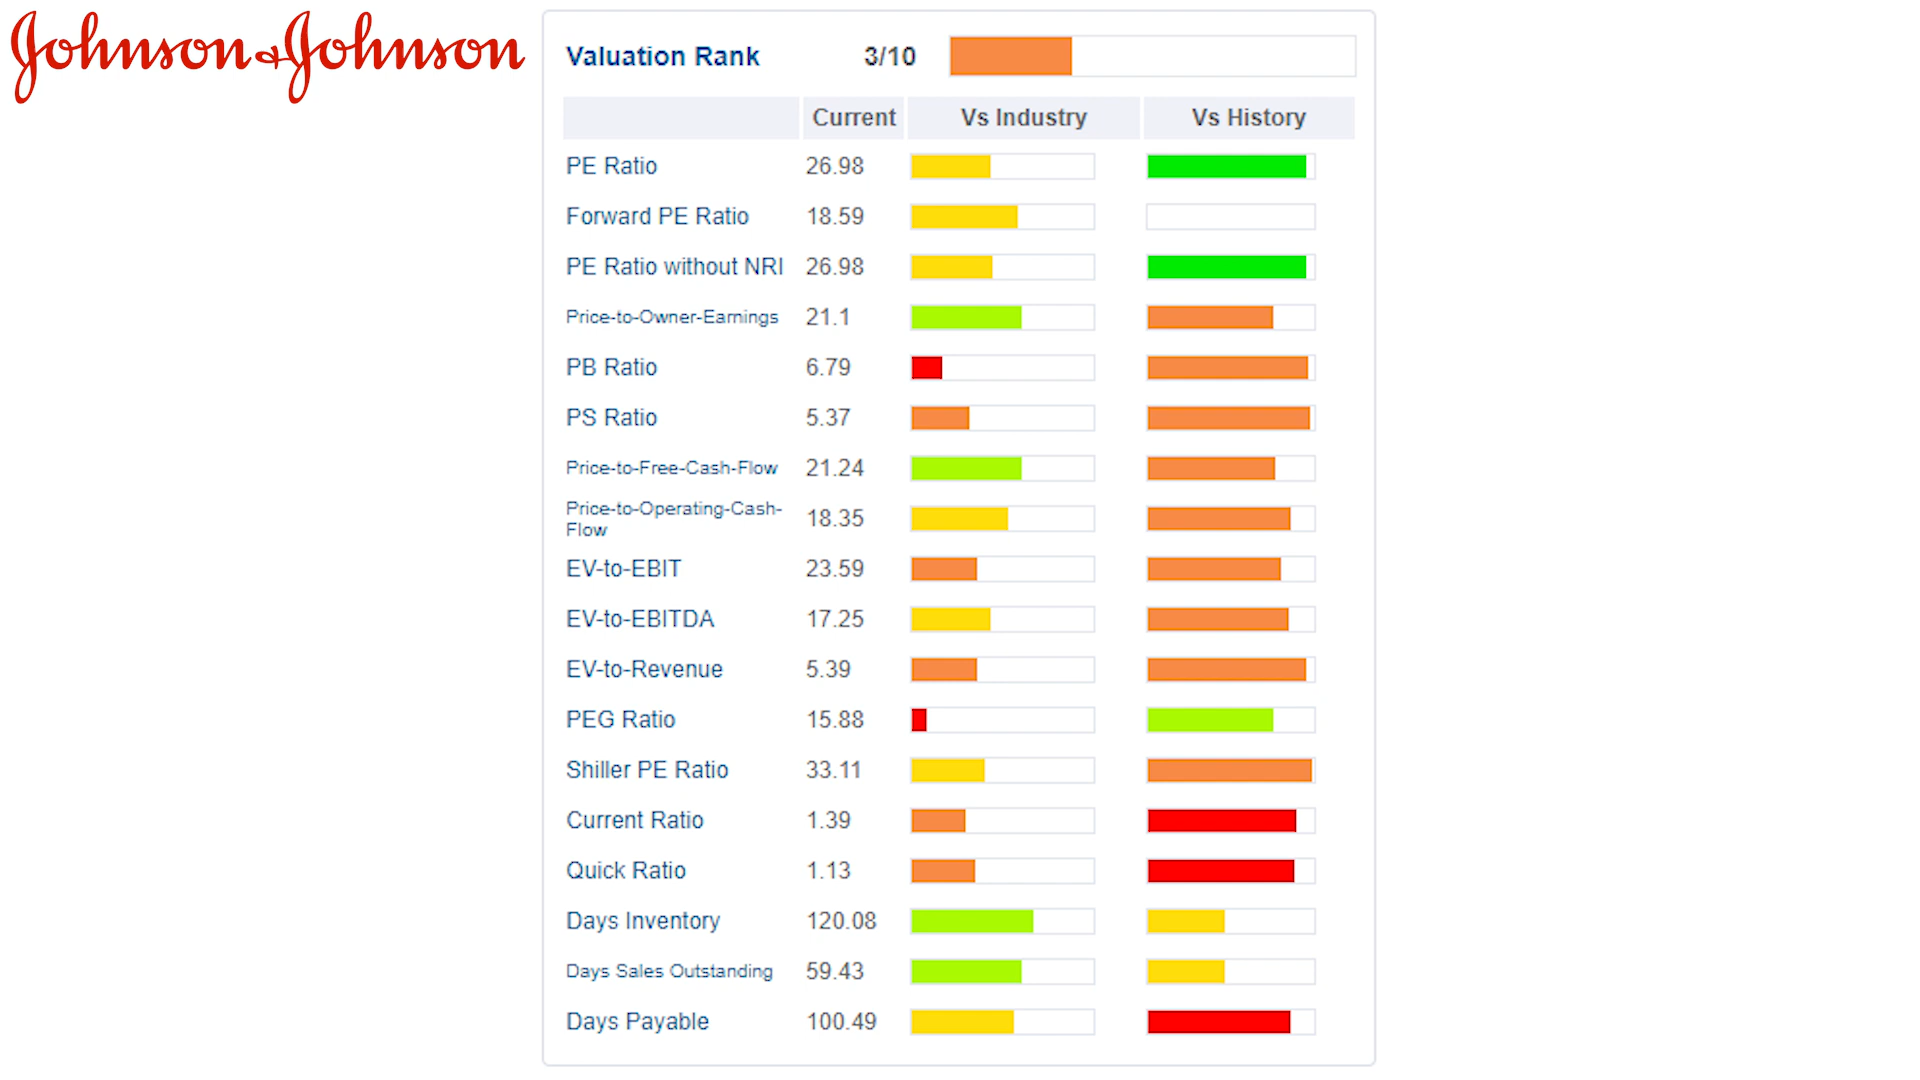 Johnson & Johnson
Valuation Rank 3/10
Current Vs Industry Vs History
PE Ratio 26.98
Forward PE Ratio 18.59
PE Ratio without NRI 26.98
Price-to-Owner-Earnings 21.1
PB Ratio 6.79
PS Ratio 5.37
Price-to-Free-Cash-Flow 21.24
Price-to-Operating-Cash-
Flow 18.35
EV-to-EBIT 23.59
EV-to-EBITDA 17.25
EV-to-Revenue 5.39
PEG Ratio 15.88
Shiller PE Ratio 33.11
Current Ratio 1.39
Quick Ratio 1.13
Days Inventory 120.08
Days Sales Outstanding 59.43
Days Payable 100.49